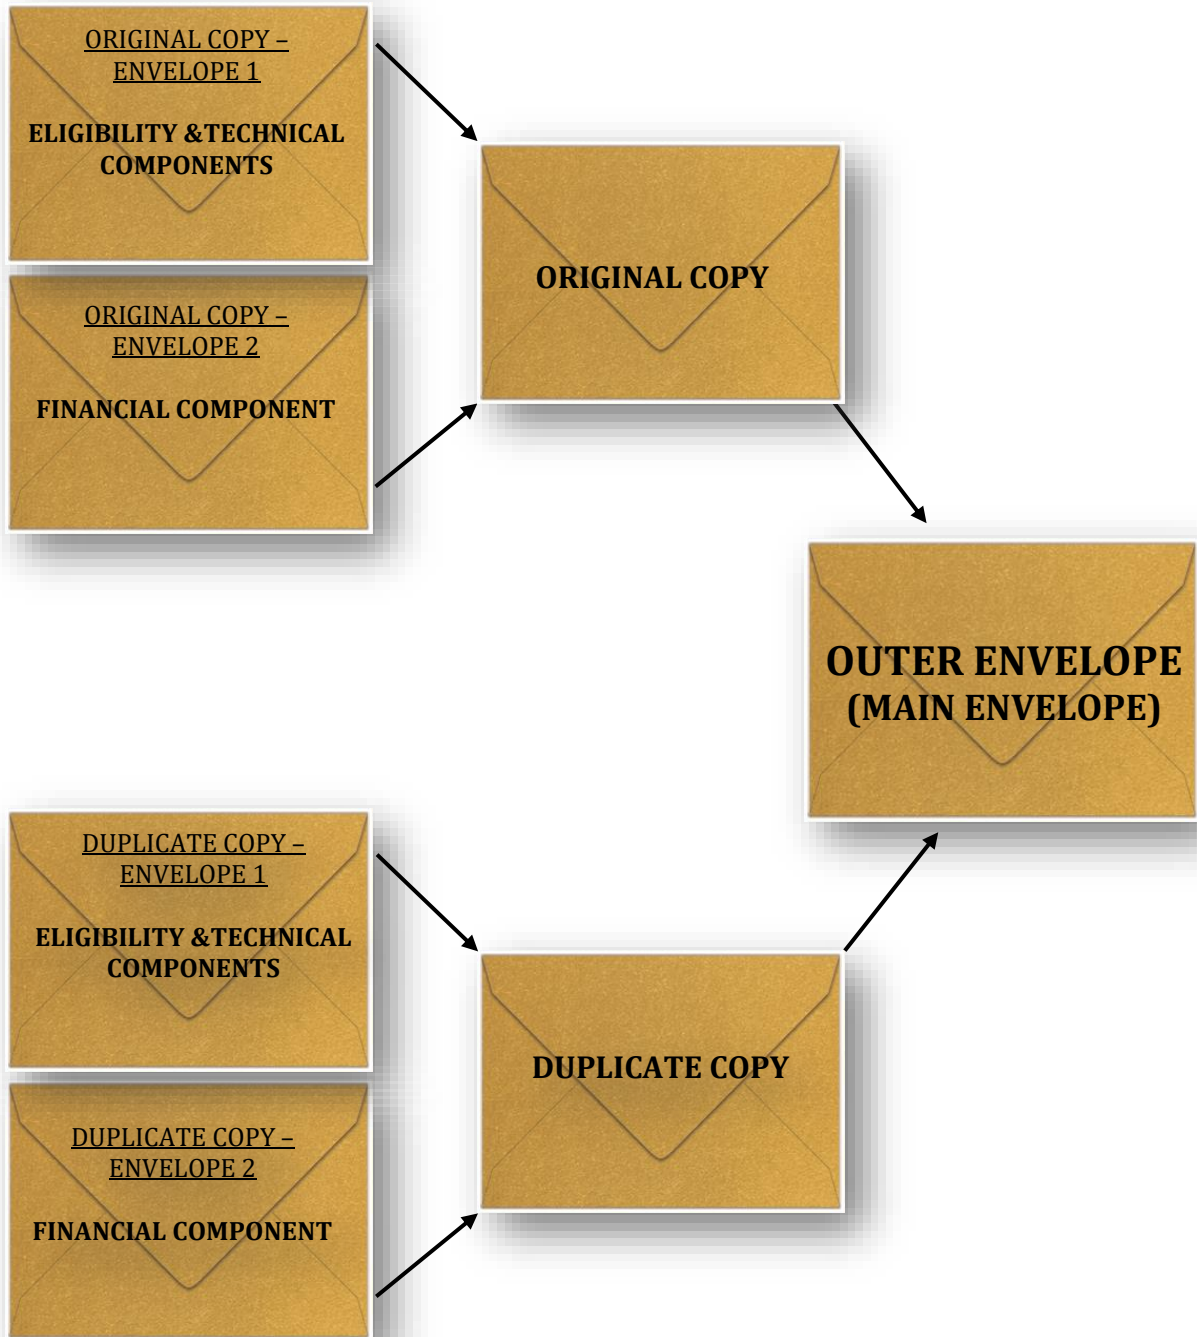 ORIGINAL COPY –
ENVELOPE 1
ELIGIBILITY &TECHNICAL
COMPONENTS
ORIGINAL COPY –
ENVELOPE 2
FINANCIAL COMPONENT
ORIGINAL COPY
OUTER ENVELOPE
(MAIN ENVELOPE)
DUPLICATE COPY –
ENVELOPE 1
ELIGIBILITY &TECHNICAL
COMPONENTS
DUPLICATE COPY –
ENVELOPE 2
FINANCIAL COMPONENT
DUPLICATE COPY